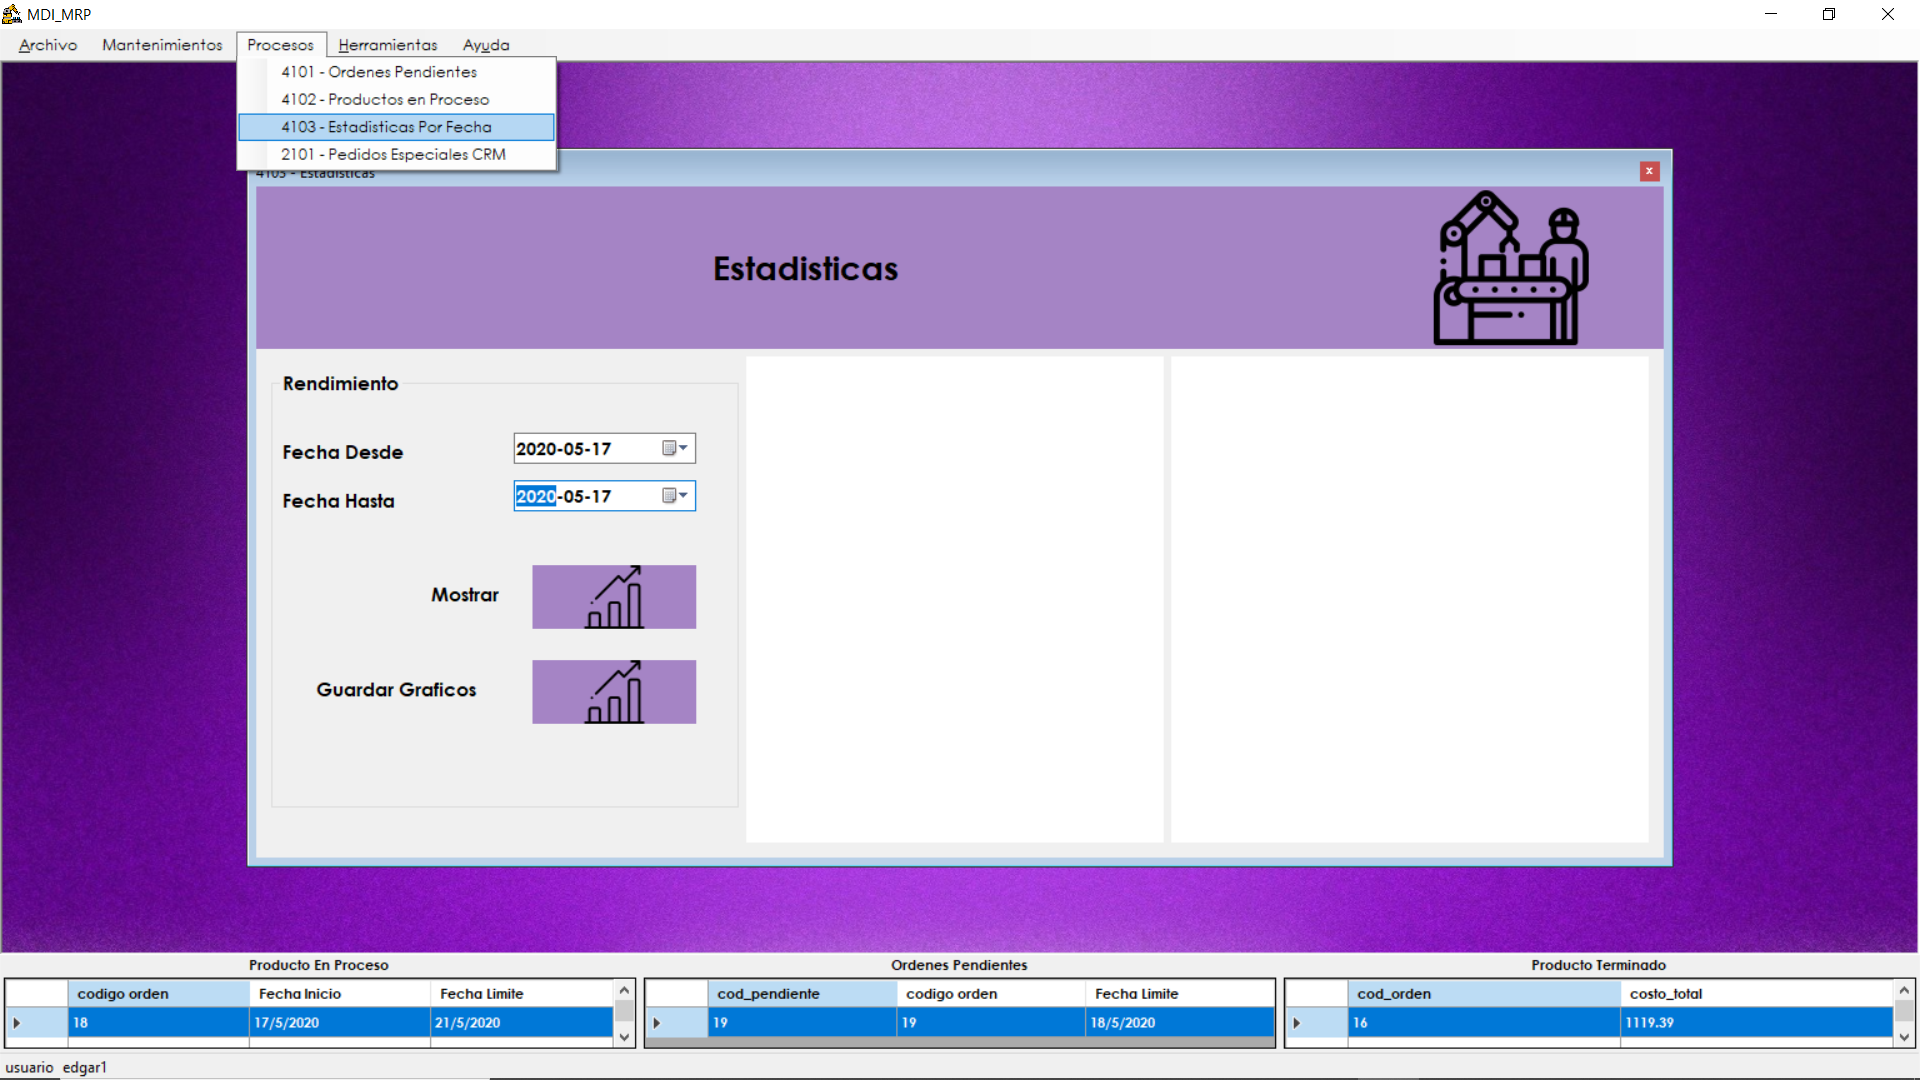 MDI_MRP
Archivo Mantenimientos Procesos Herramientas Ayuda
4101 - Ordenes Pendientes
4102 - Productos en Proceso
4103 - Estadisticas Por Fecha
2101 - Pedidos Especiales CRM
4103 - Estadisticas
x
Estadisticas
Rendimiento
Fecha Desde 2020-05-17
Fecha Hasta 2020-05-17
Mostrar
Guardar Graficos
Producto En Proceso
codigo orden Fecha Inicio Fecha Limite
18 17/5/2020 21/5/2020
Ordenes Pendientes
cod_pendiente codigo orden Fecha Limite
19 19 18/5/2020
Producto Terminado
cod_orden costo_total
16 1119.39
usuario edgar1